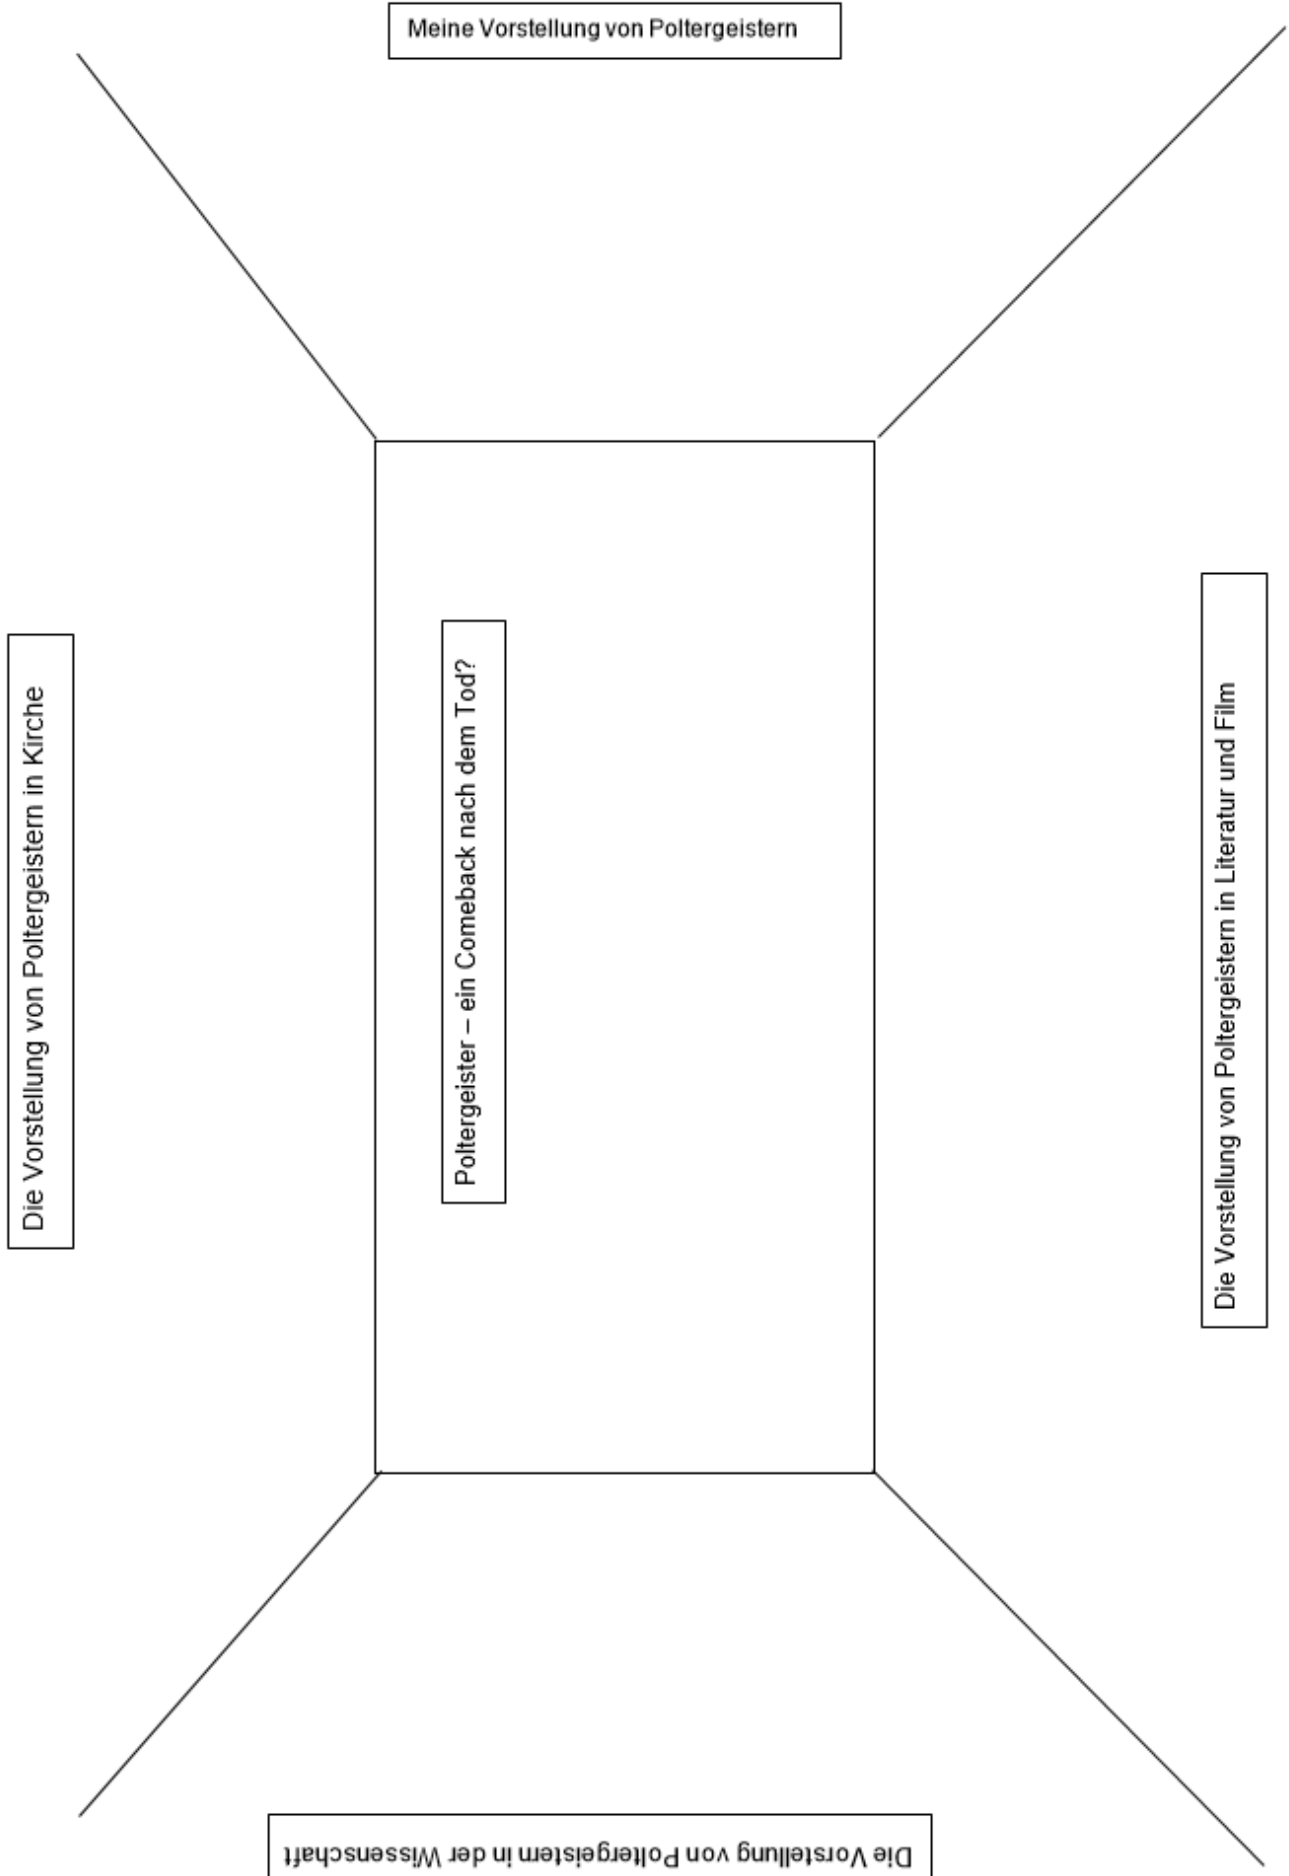 Meine Vorstellung von Poltergeistern
Die Vorstellung von Poltergeistern in Kirche
Poltergeister – ein Comeback nach dem Tod?
Die Vorstellung von Poltergeistern in Literatur und Film
Die Vorstellung von Poltergeistern in der Wissenschaft